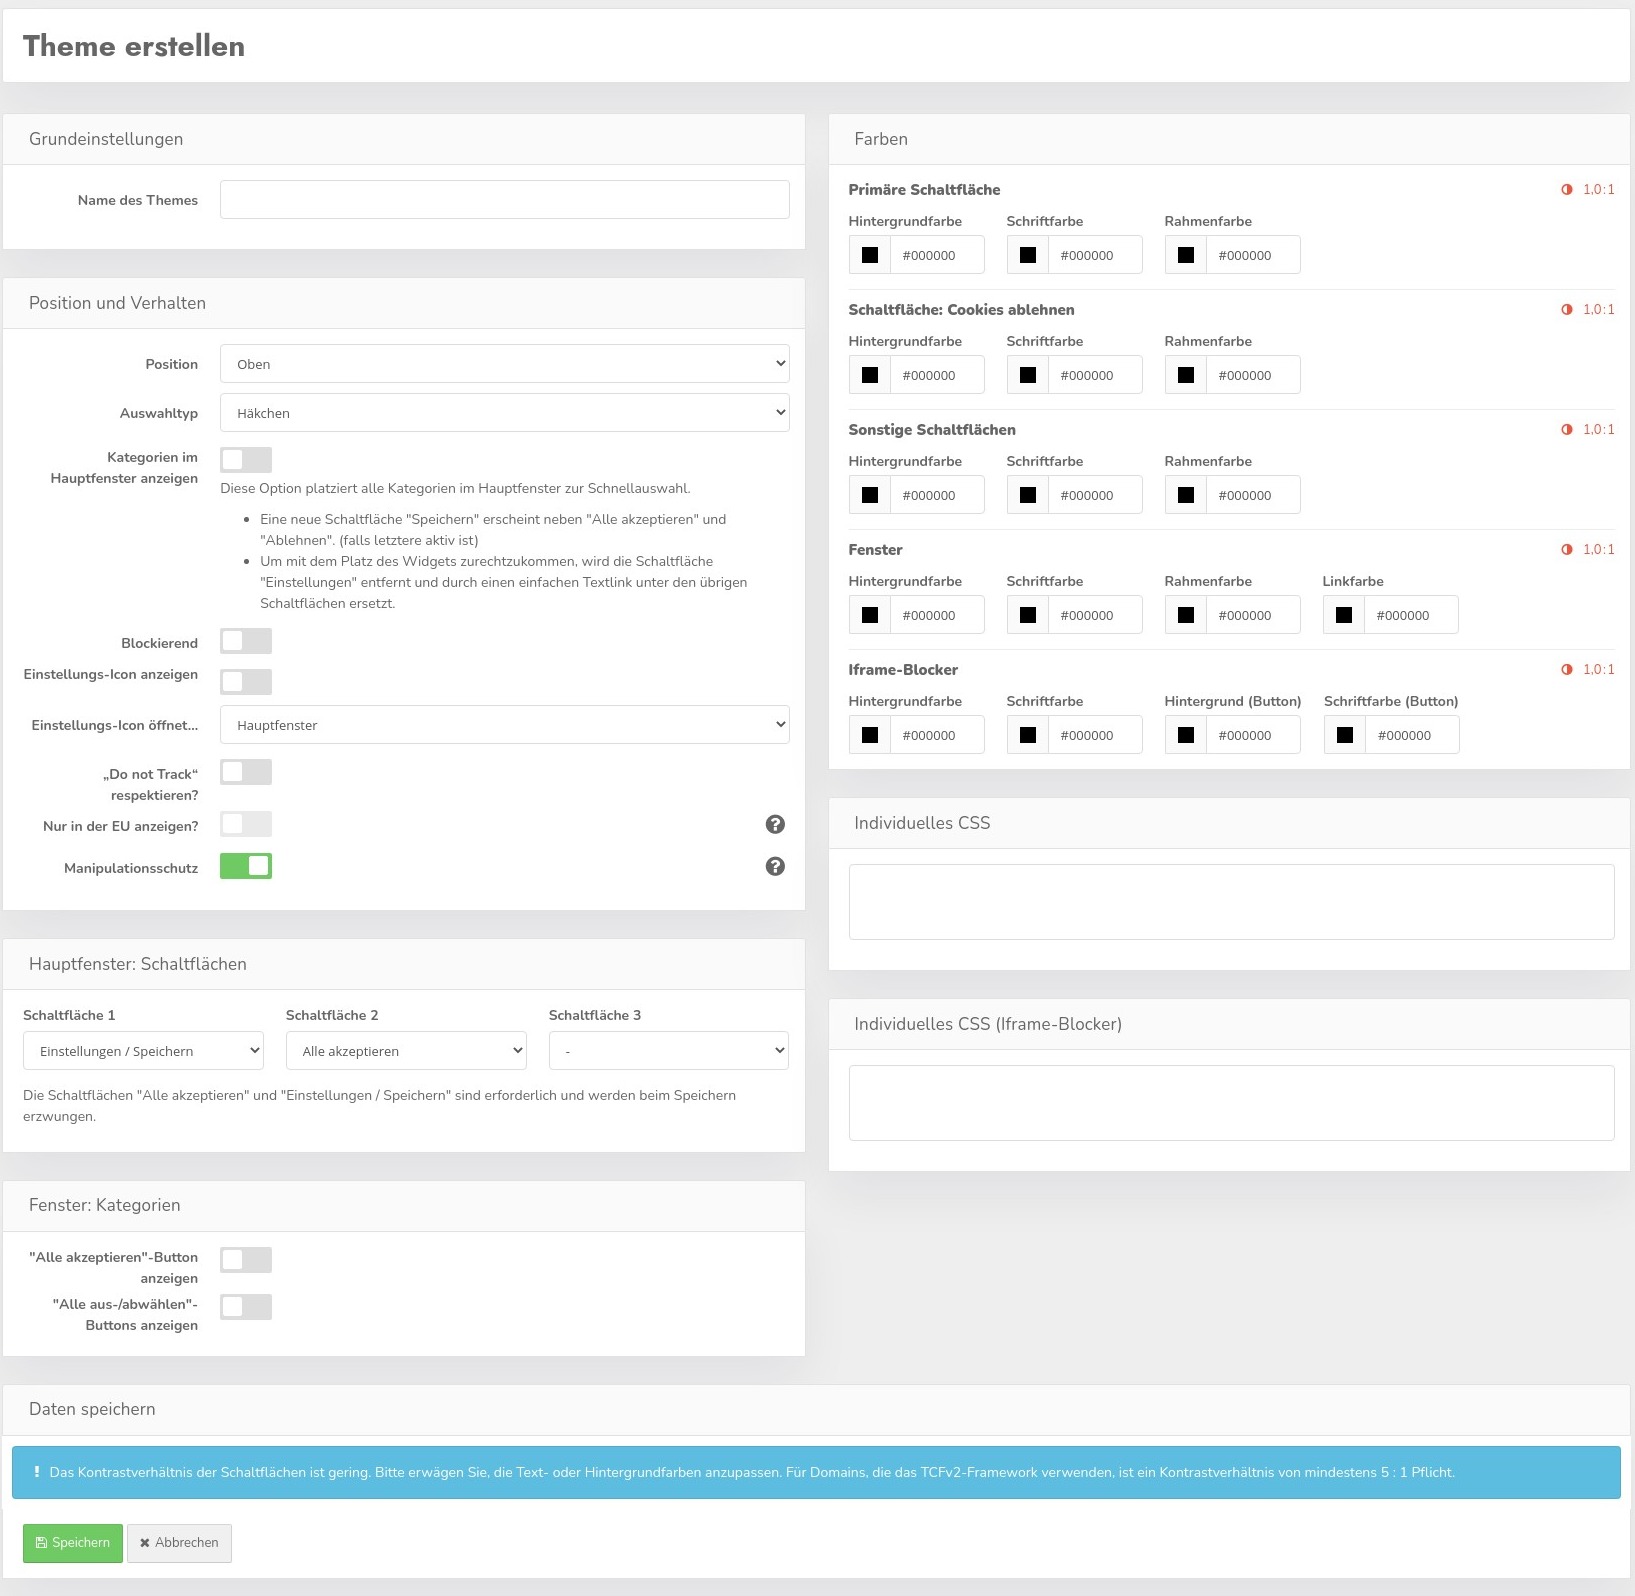 Theme erstellen
Grundeinstellungen
Name des Themes
Position und Verhalten
Position
Oben
Auswahltyp
Häkchen
Kategorien im
Hauptfenster anzeigen
Diese Option platziert alle Kategorien im Hauptfenster zur Schnellauswahl.
Eine neue Schaltfläche "Speichern" erscheint neben "Alle akzeptieren" und
"Ablehnen". (falls letztere aktiv ist)
Um mit dem Platz des Widgets zurechtzukommen, wird die Schaltfläche
"Einstellungen" entfernt und durch einen einfachen Textlink unter den übrigen
Schaltflächen ersetzt.
Blockierend
Einstellungs-Icon anzeigen
Einstellungs-Icon öffnet...
Hauptfenster
„Do not Track“
respektieren?
Nur in der EU anzeigen?
Manipulationsschutz
Hauptfenster: Schaltflächen
Schaltfläche 1 Schaltfläche 2 Schaltfläche 3
Einstellungen / Speichern Alle akzeptieren -
Die Schaltflächen "Alle akzeptieren" und "Einstellungen / Speichern" sind erforderlich und werden beim Speichern
erzwungen.
Fenster: Kategorien
"Alle akzeptieren"-Button
anzeigen
"Alle aus-/abwählen"-
Buttons anzeigen
Farben
Primäre Schaltfläche 1,0:1
Hintergrundfarbe Schriftfarbe Rahmenfarbe
#000000 #000000 #000000
Schaltfläche: Cookies ablehnen 1,0:1
Hintergrundfarbe Schriftfarbe Rahmenfarbe
#000000 #000000 #000000
Sonstige Schaltflächen 1,0:1
Hintergrundfarbe Schriftfarbe Rahmenfarbe
#000000 #000000 #000000
Fenster 1,0:1
Hintergrundfarbe Schriftfarbe Rahmenfarbe Linkfarbe
#000000 #000000 #000000 #000000
Iframe-Blocker 1,0:1
Hintergrundfarbe Schriftfarbe Hintergrund (Button) Schriftfarbe (Button)
#000000 #000000 #000000 #000000
Individuelles CSS
Individuelles CSS (Iframe-Blocker)
Daten speichern
Das Kontrastverhältnis der Schaltflächen ist gering. Bitte erwägen Sie, die Text- oder Hintergrundfarben anzupassen. Für Domains, die das TCFv2-Framework verwenden, ist ein Kontrastverhältnis von mindestens 5 : 1 Pflicht.
Speichern Abbrechen